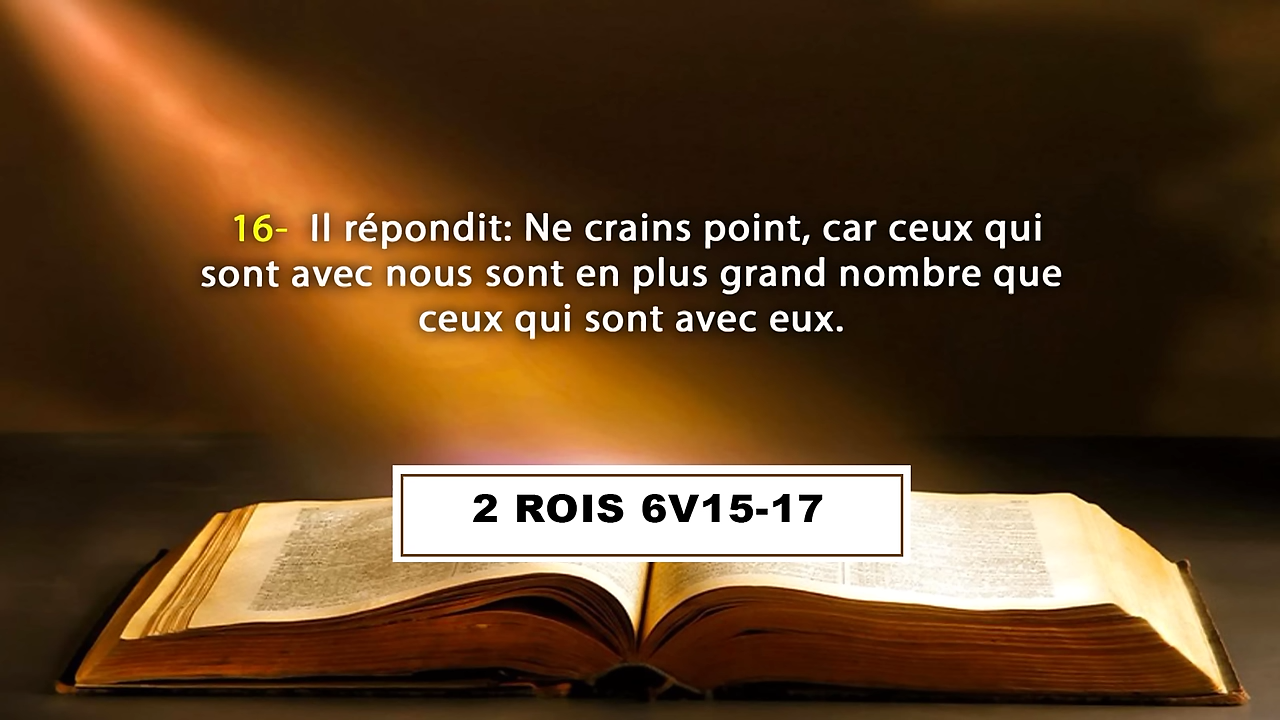 16- Il répondit: Ne crains point, car ceux qui
sont avec nous sont en plus grand nombre que
ceux qui sont avec eux.
2 ROIS 6V15-17